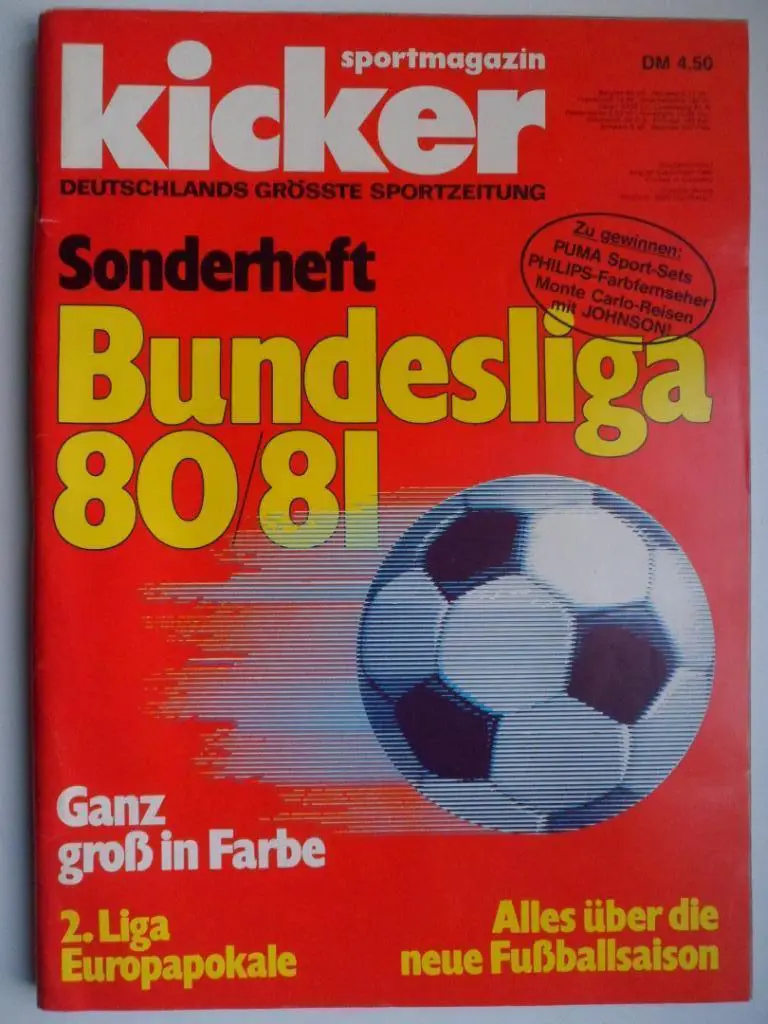 sportmagazin
kicker
DEUTSCHLANDS GRÖSSTE SPORTZEITUNG
DM 4.50
Sonderheft
Zu gewinnen:
PUMA Sport-Sets
PHILIPS-Farbfernseher
Monte Carlo-Reisen
mit JOHNSON!
Bundesliga
80/81
Ganz
groß in Farbe
2. Liga
Europapokale
Alles über die
neue Fußballsaison